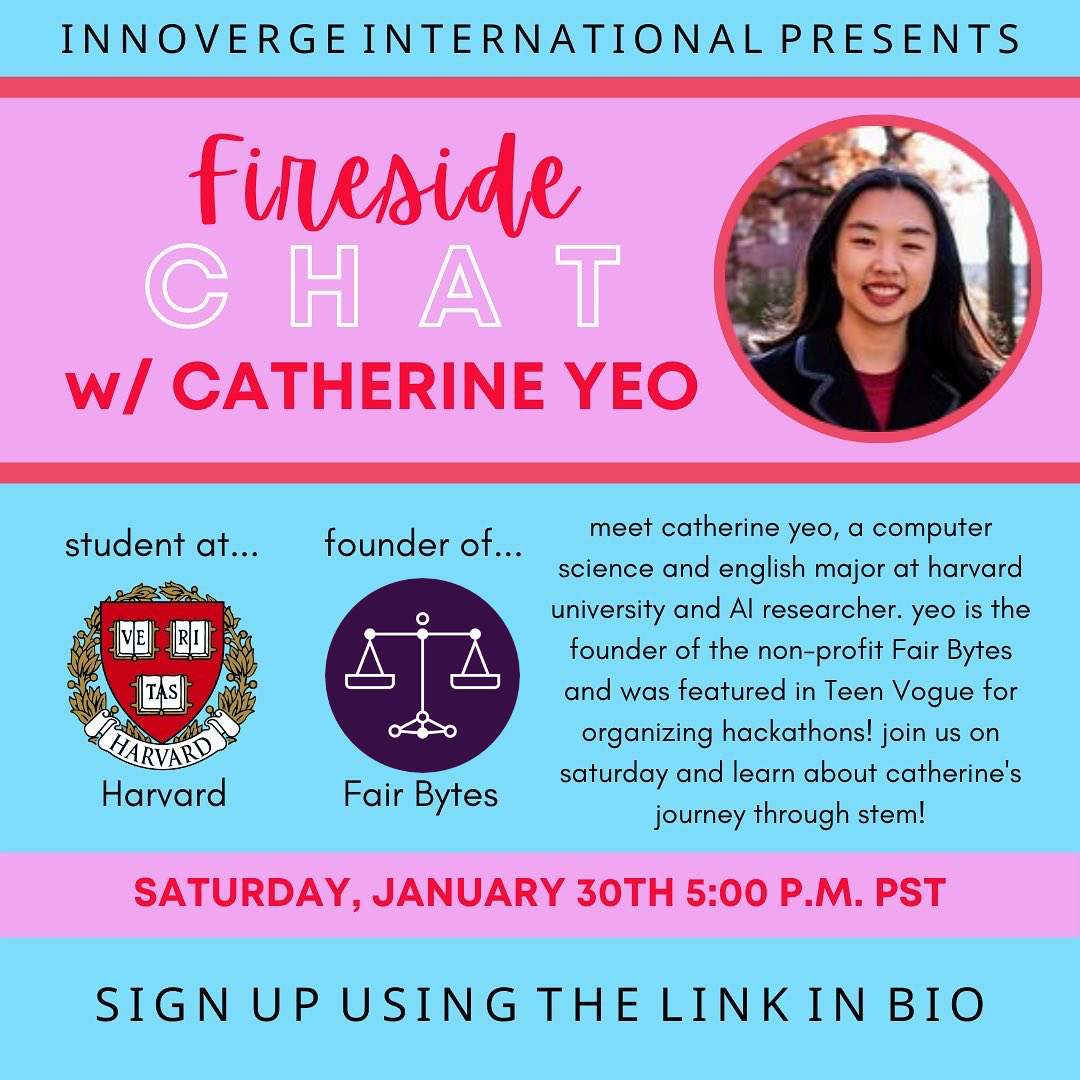 INNOVERGE INTERNATIONAL PRESENTS
Fireside
CHAT
w/ CATHERINE YEO
student at...
VE RI
TAS
HARVARD
Harvard
founder of...
Fair Bytes
meet catherine yeo, a computer
science and english major at harvard
university and AI researcher. yeo is the
founder of the non-profit Fair Bytes
and was featured in Teen Vogue for
organizing hackathons! join us on
saturday and learn about catherine's
journey through stem!
SATURDAY, JANUARY 30TH 5:00 P.M. PST
SIGN UP USING THE LINK IN BIO